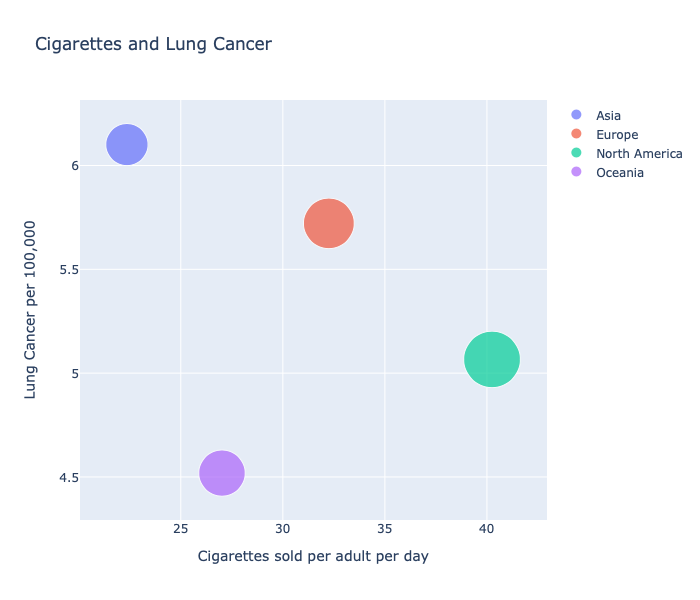 Cigarettes and Lung Cancer
Asia
Europe
North America
Oceania
Lung Cancer per 100,000
6
5.5
5
4.5
25 30 35 40
Cigarettes sold per adult per day